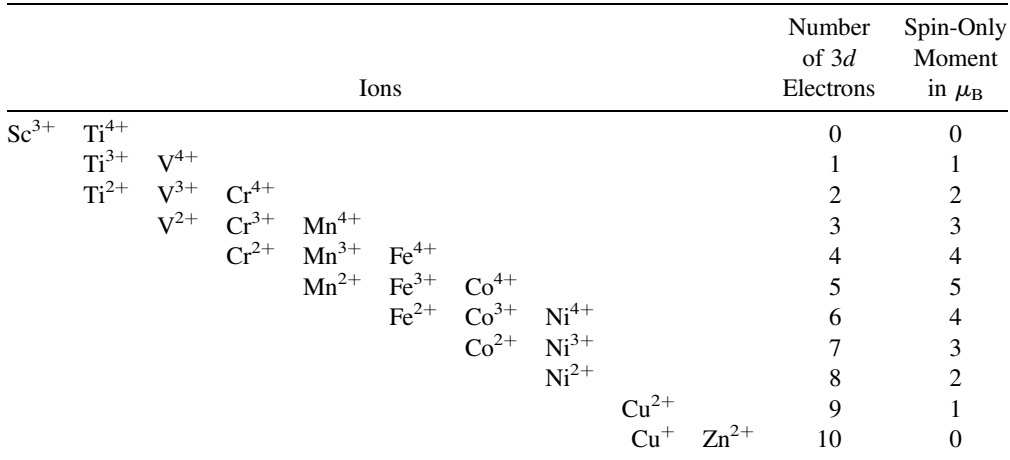 Number Spin-Only
of 3d Moment
Ions Electrons in μB
Sc³⁺ Ti⁴⁺ 0 0
Ti³⁺ V⁴⁺ 1 1
Ti²⁺ V³⁺ Cr⁴⁺ 2 2
V²⁺ Cr³⁺ Mn⁴⁺ 3 3
Cr²⁺ Mn³⁺ Fe⁴⁺ 4 4
Mn²⁺ Fe³⁺ Co⁴⁺ 5 5
Fe²⁺ Co³⁺ Ni⁴⁺ 6 4
Co²⁺ Ni³⁺ 7 3
Ni²⁺ 8 2
Cu²⁺ 9 1
Cu⁺ Zn²⁺ 10 0